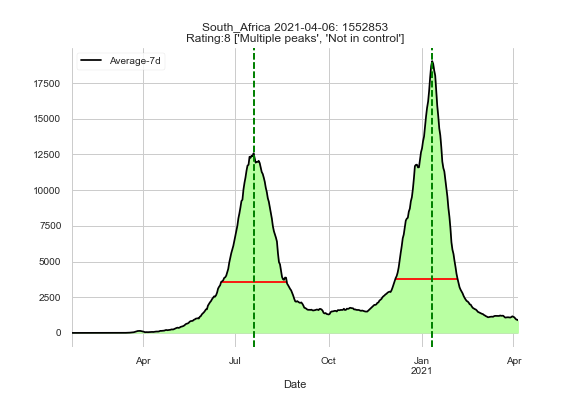 South_Africa 2021-04-06: 1552853
Rating:8 ['Multiple peaks', 'Not in control']
Average-7d
17500
15000
12500
10000
7500
5000
2500
0
Apr
Jul
Oct
Jan
2021
Apr
Date